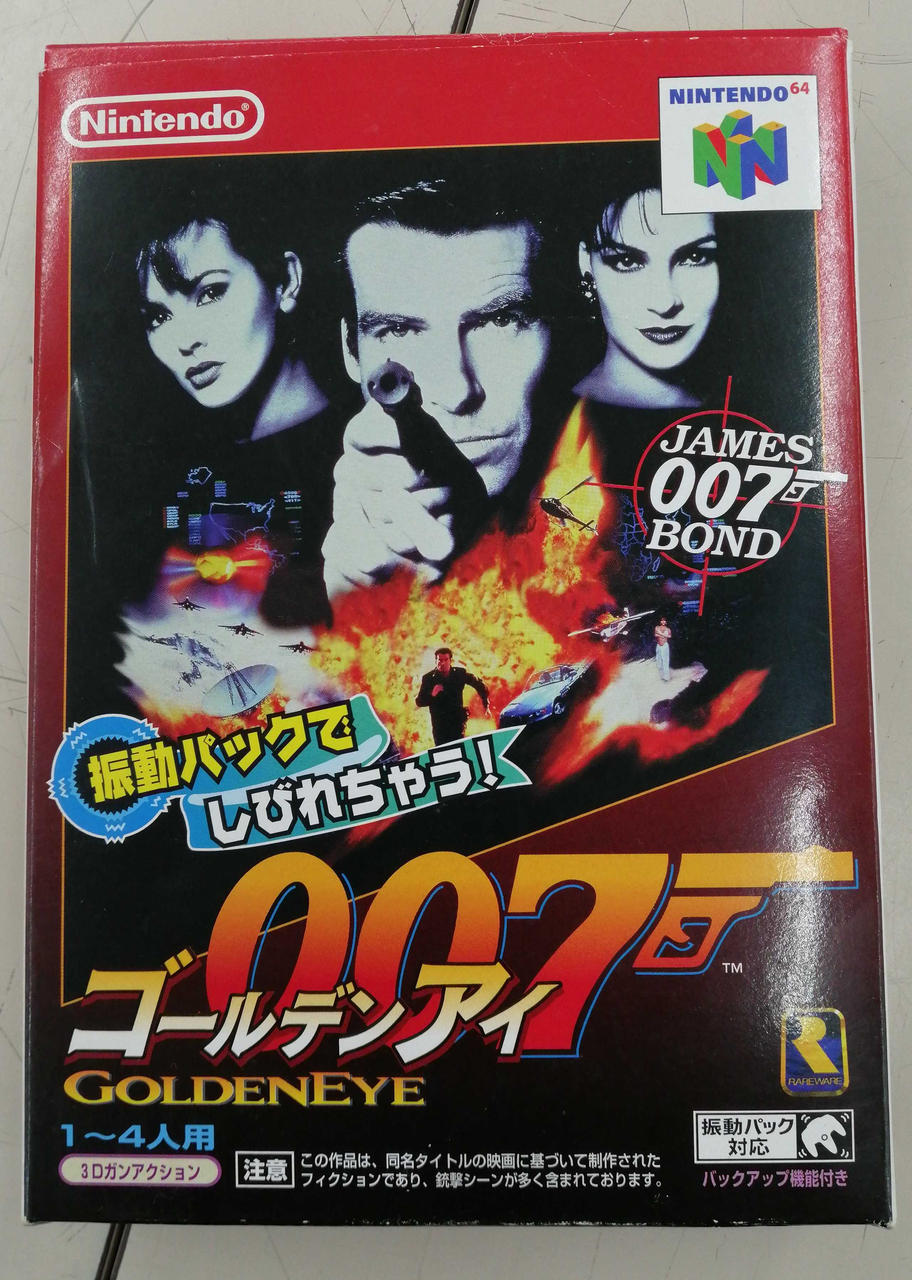 Nintendo®
NINTENDO64
JAMES
007
BOND
振動パックで
しびれちゃう!
007
TM
ゴールデンアイ
GOLDENEYE
RAREWARE
1〜4人用
3Dガンアクション
注意
この作品は、同名タイトルの映画に基づいて制作された
フィクションであり、銃撃シーンが多く含まれております。
振動パック
対応
バックアップ機能付き